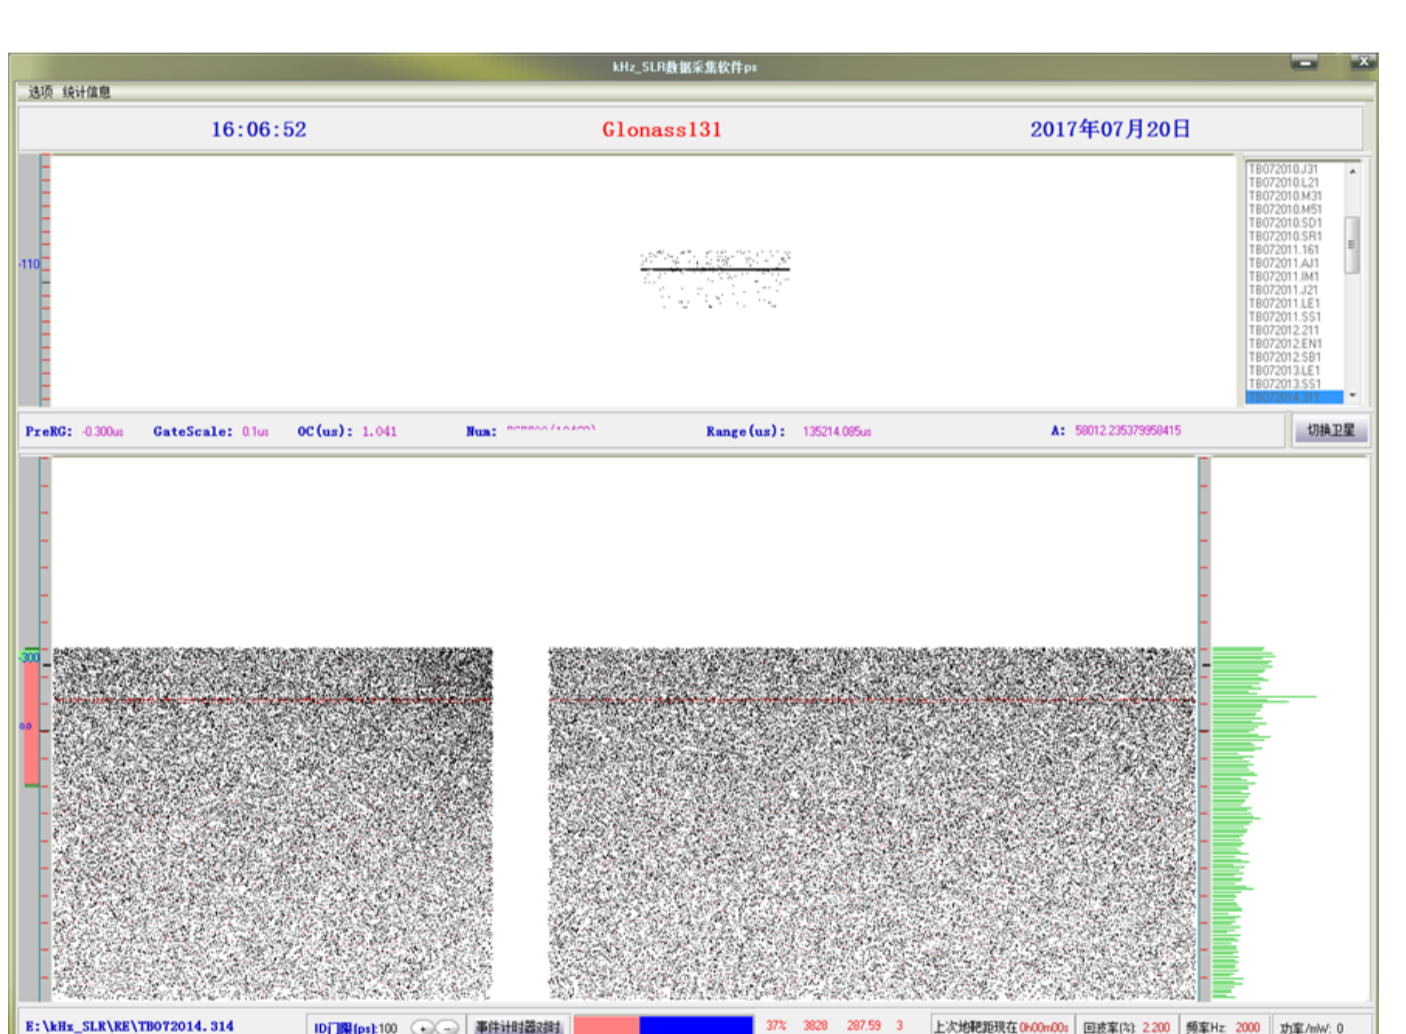 kHz_SLR数据采集软件ps
选项 统计信息
16:06:52 Glonass131 2017年07月20日
-110
TB072010.J31
TB072010.L21
TB072010.M31
TB072010.M51
TB072010.SD1
TB072010.SR1
TB072011.161
TB072011.AJ1
TB072011.IM1
TB072011.J21
TB072011.LE1
TB072011.SS1
TB072012.211
TB072012.EN1
TB072012.SB1
TB072013.LE1
TB072013.SS1
TB072014.311
PreRG: -0.300us GateScale: 0.1us OC(us): 1.041 Num: Range(us): 135214.085us A: 58012.235379958415 切换卫星
-300
0.0
E:\kHz_SLR\RE\TB072014.314 ID门限(ps):100 + - 事件计时器对时 37% 3828 287.59 3 上次地靶距现在 0h00m00s 回波率(%): 2.200 频率Hz: 2000 功率/mW: 0